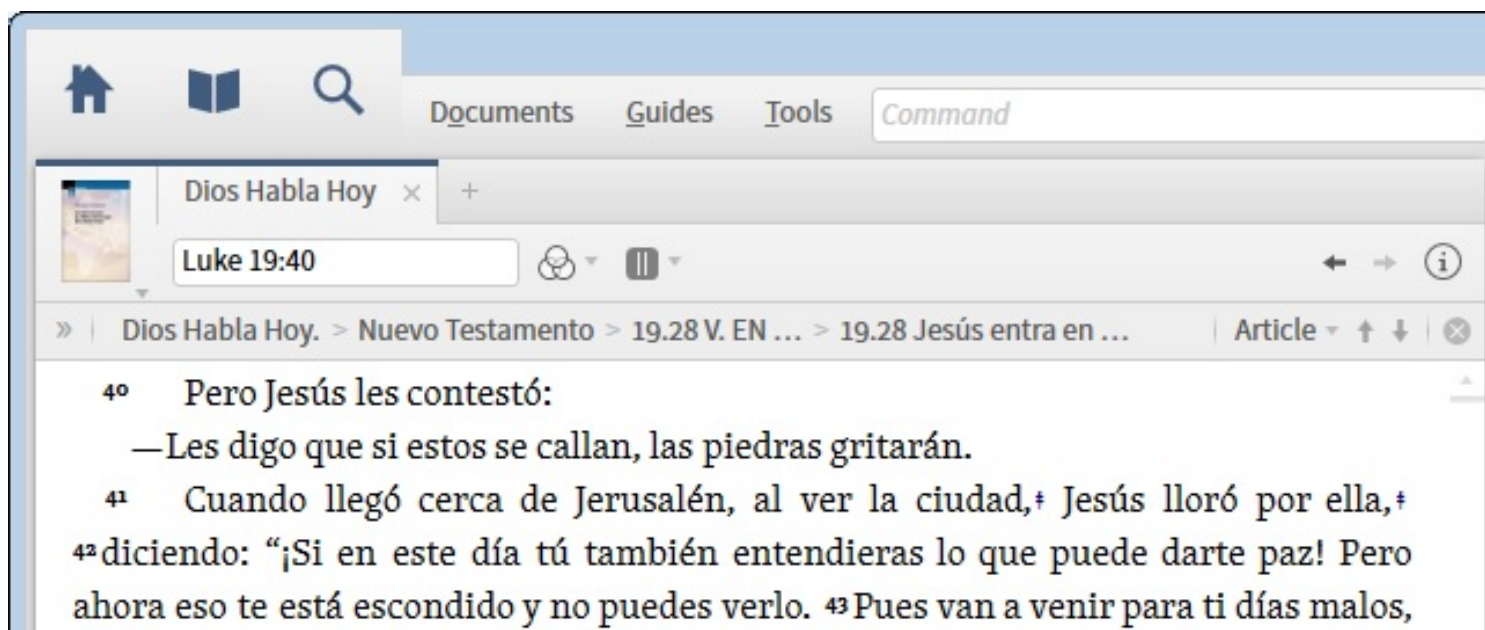 Documents Guides Tools Command
Dios Habla Hoy
Luke 19:40
Dios Habla Hoy. > Nuevo Testamento > 19.28 V. EN ... > 19.28 Jesús entra en ... Article
40 Pero Jesús les contestó:
—Les digo que si estos se callan, las piedras gritarán.
41 Cuando llegó cerca de Jerusalén, al ver la ciudad,‡ Jesús lloró por ella,‡
42 diciendo: “¡Si en este día tú también entendieras lo que puede darte paz! Pero
ahora eso te está escondido y no puedes verlo. 43 Pues van a venir para ti días malos,